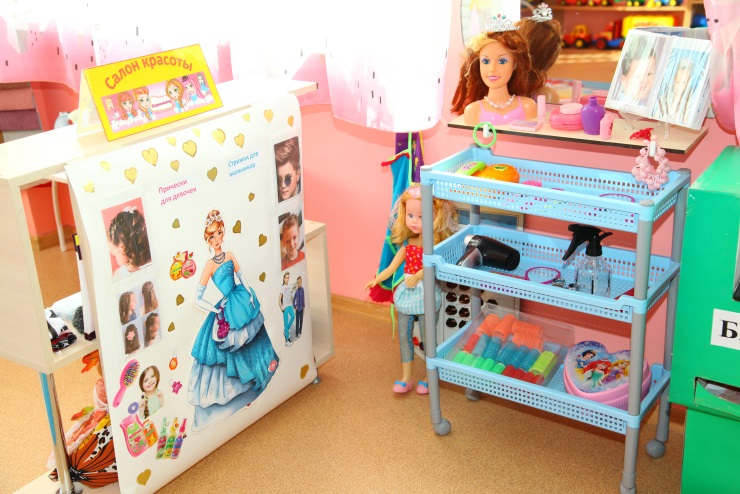 Салон красоты
Прически
для девочек
Стрижки для
мальчиков